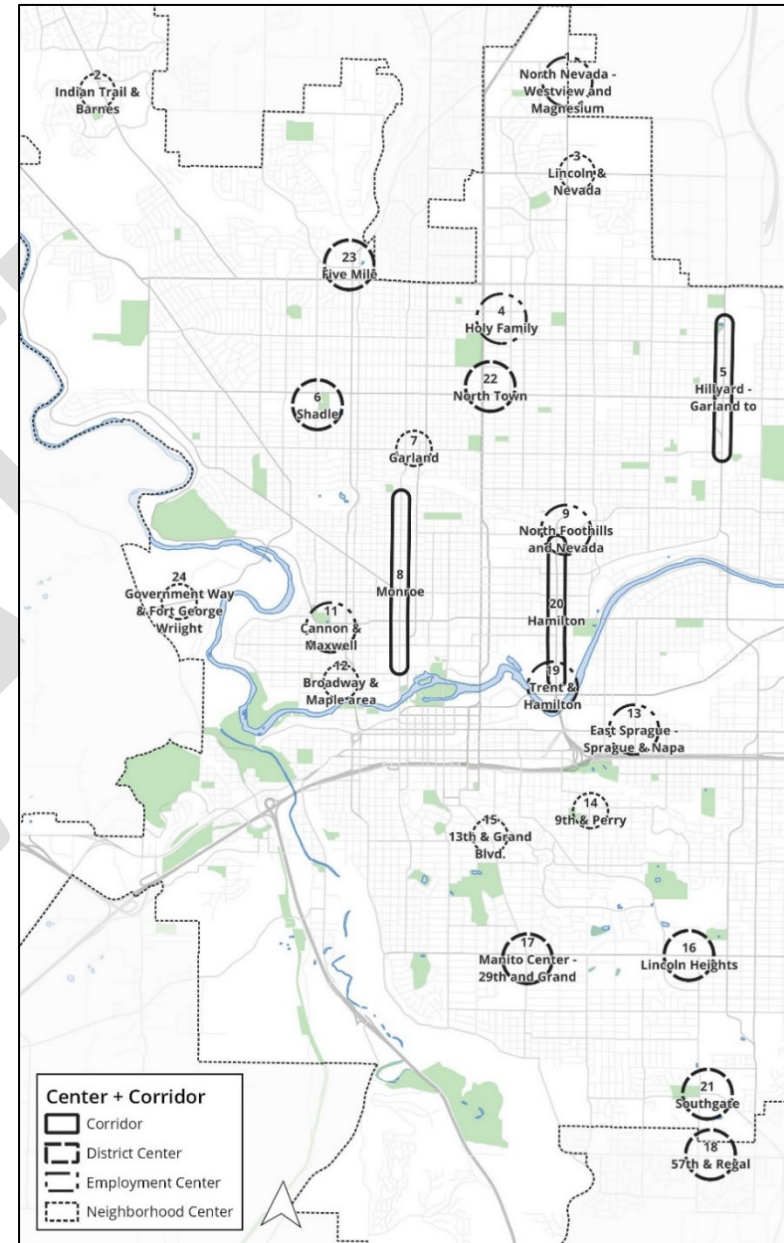 1
North Nevada -
Westview and
Magnesium
2
Indian Trail &
Barnes
3
Lincoln &
Nevada
23
Five Mile
4
Holy Family
5
Hillyard -
Garland to
22
North Town
6
Shadle
7
Garland
9
North Foothills
and Nevada
8
Monroe
24
Government Way
& Fort George
Wriight
20
Hamilton
11
Cannon &
Maxwell
12
Broadway &
Maple area
19
Trent &
Hamilton
13
East Sprague -
Sprague & Napa
14
9th & Perry
15
13th & Grand
Blvd.
17
Manito Center -
29th and Grand
16
Lincoln Heights
21
Southgate
18
57th & Regal
Center + Corridor
Corridor
District Center
Employment Center
Neighborhood Center